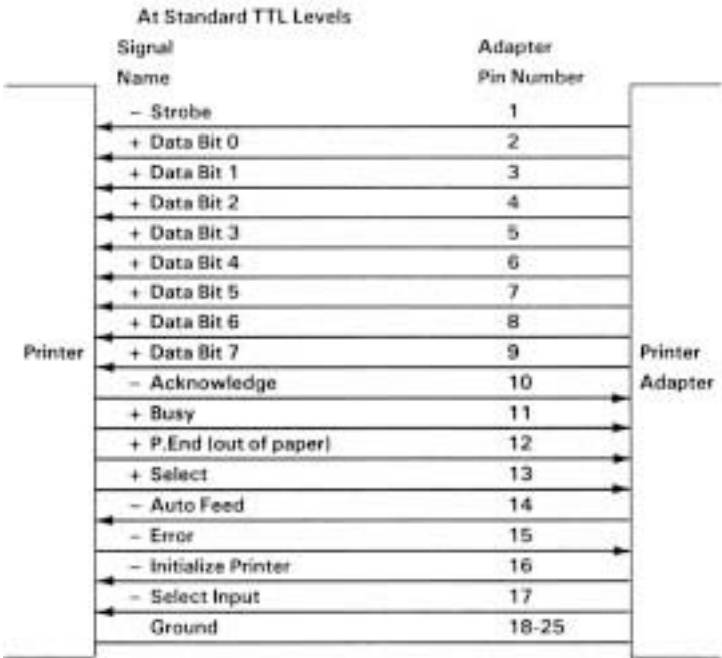 At Standard TTL Levels
Signal Adapter
Name Pin Number
– Strobe 1
+ Data Bit 0 2
+ Data Bit 1 3
+ Data Bit 2 4
+ Data Bit 3 5
+ Data Bit 4 6
+ Data Bit 5 7
+ Data Bit 6 8
Printer + Data Bit 7 9 Printer
– Acknowledge 10 Adapter
+ Busy 11
+ P.End (out of paper) 12
+ Select 13
– Auto Feed 14
– Error 15
– Initialize Printer 16
– Select Input 17
Ground 18-25